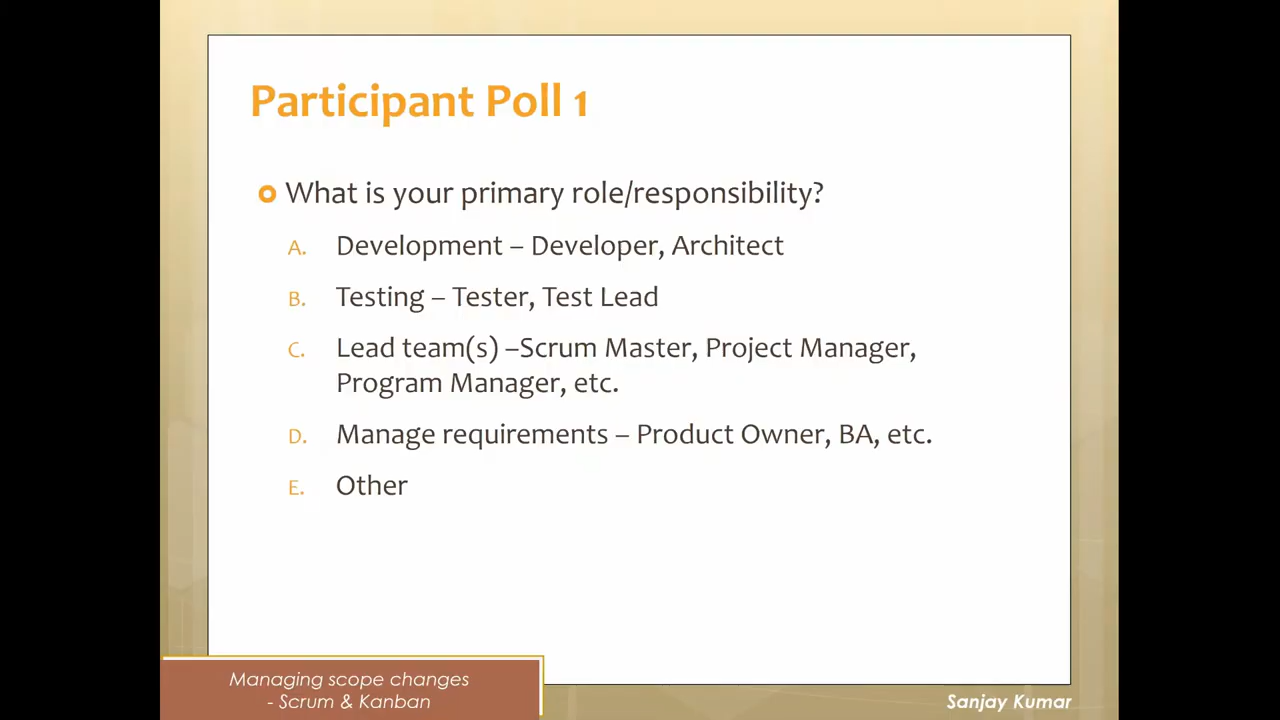 Participant Poll 1
What is your primary role/responsibility?
A. Development – Developer, Architect
B. Testing – Tester, Test Lead
C. Lead team(s) –Scrum Master, Project Manager,
Program Manager, etc.
D. Manage requirements – Product Owner, BA, etc.
E. Other
Managing scope changes
- Scrum & Kanban
Sanjay Kumar